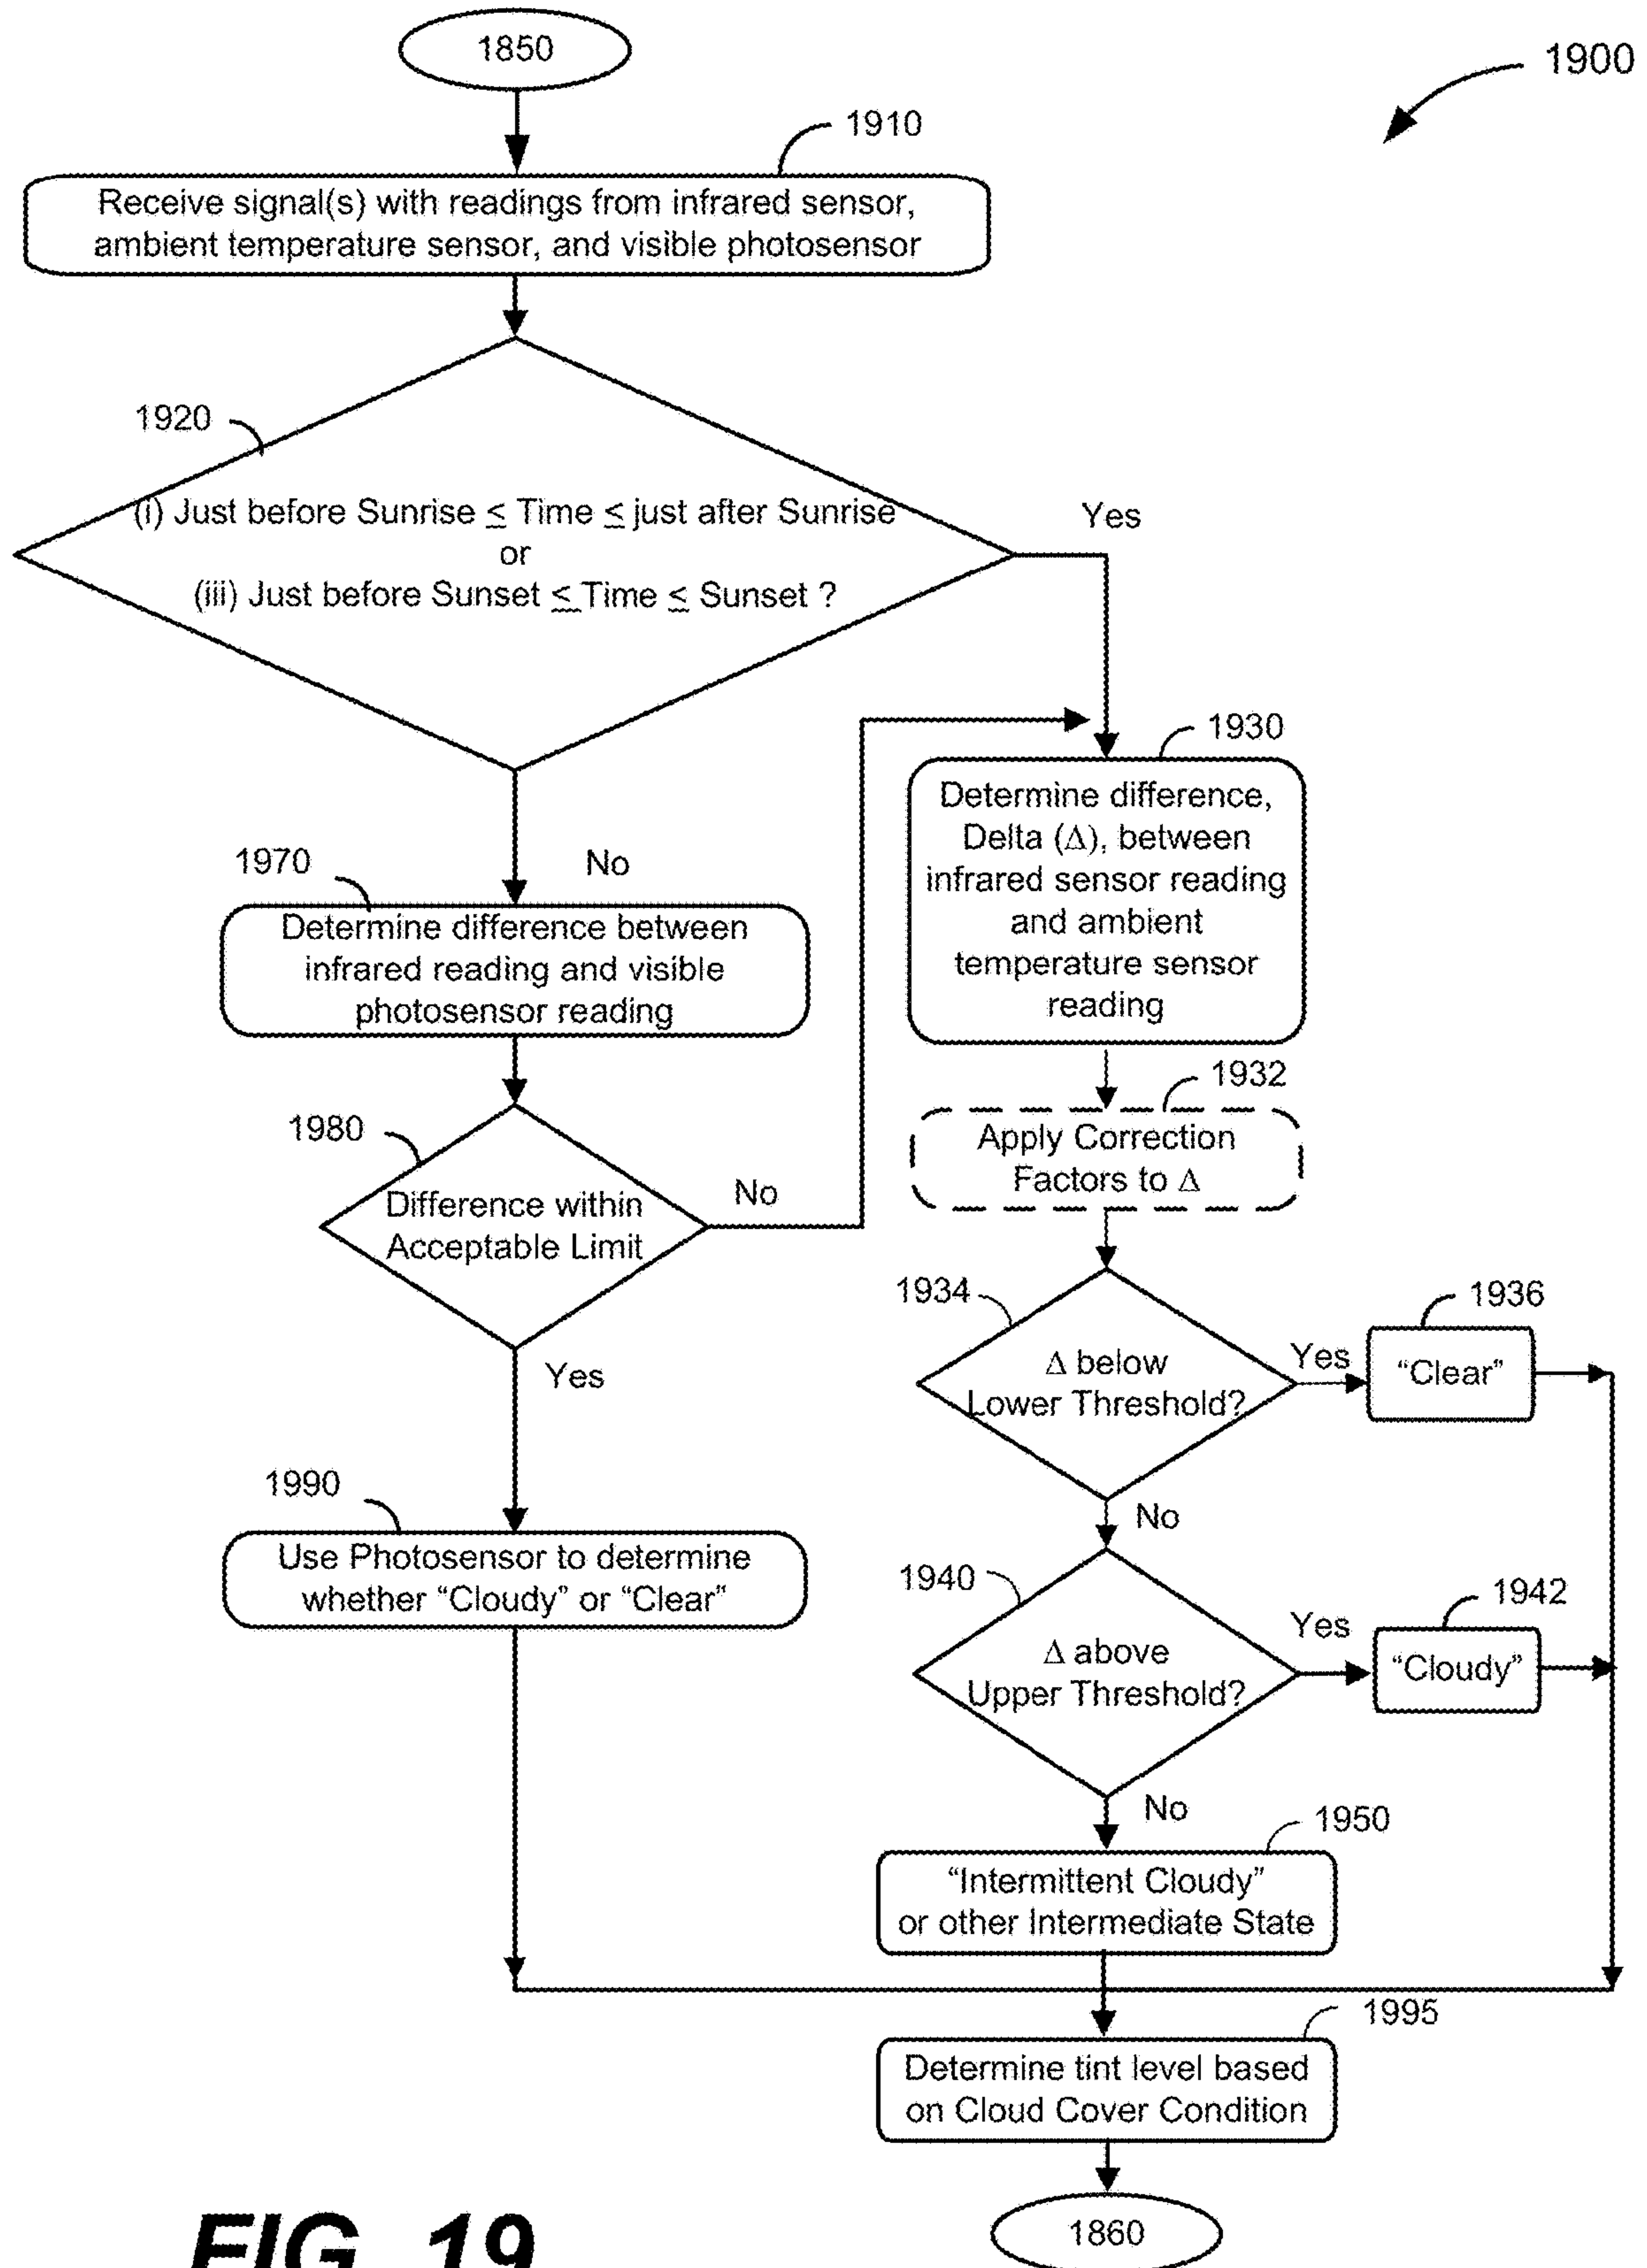 1850
1900
1910
Receive signal(s) with readings from infrared sensor,
ambient temperature sensor, and visible photosensor
1920
(i) Just before Sunrise ≤ Time ≤ just after Sunrise
or
(iii) Just before Sunset ≤ Time ≤ Sunset ?
Yes
No
1930
Determine difference,
Delta (Δ), between
infrared sensor reading
and ambient
temperature sensor
reading
1970
Determine difference between
infrared reading and visible
photosensor reading
1932
Apply Correction
Factors to Δ
1980
Difference within
Acceptable Limit
No
Yes
1934
Δ below
Lower Threshold?
Yes
1936
“Clear”
No
1990
Use Photosensor to determine
whether “Cloudy” or “Clear”
1940
Δ above
Upper Threshold?
Yes
1942
“Cloudy”
No
1950
“Intermittent Cloudy”
or other Intermediate State
1995
Determine tint level based
on Cloud Cover Condition
1860
FIG. 19